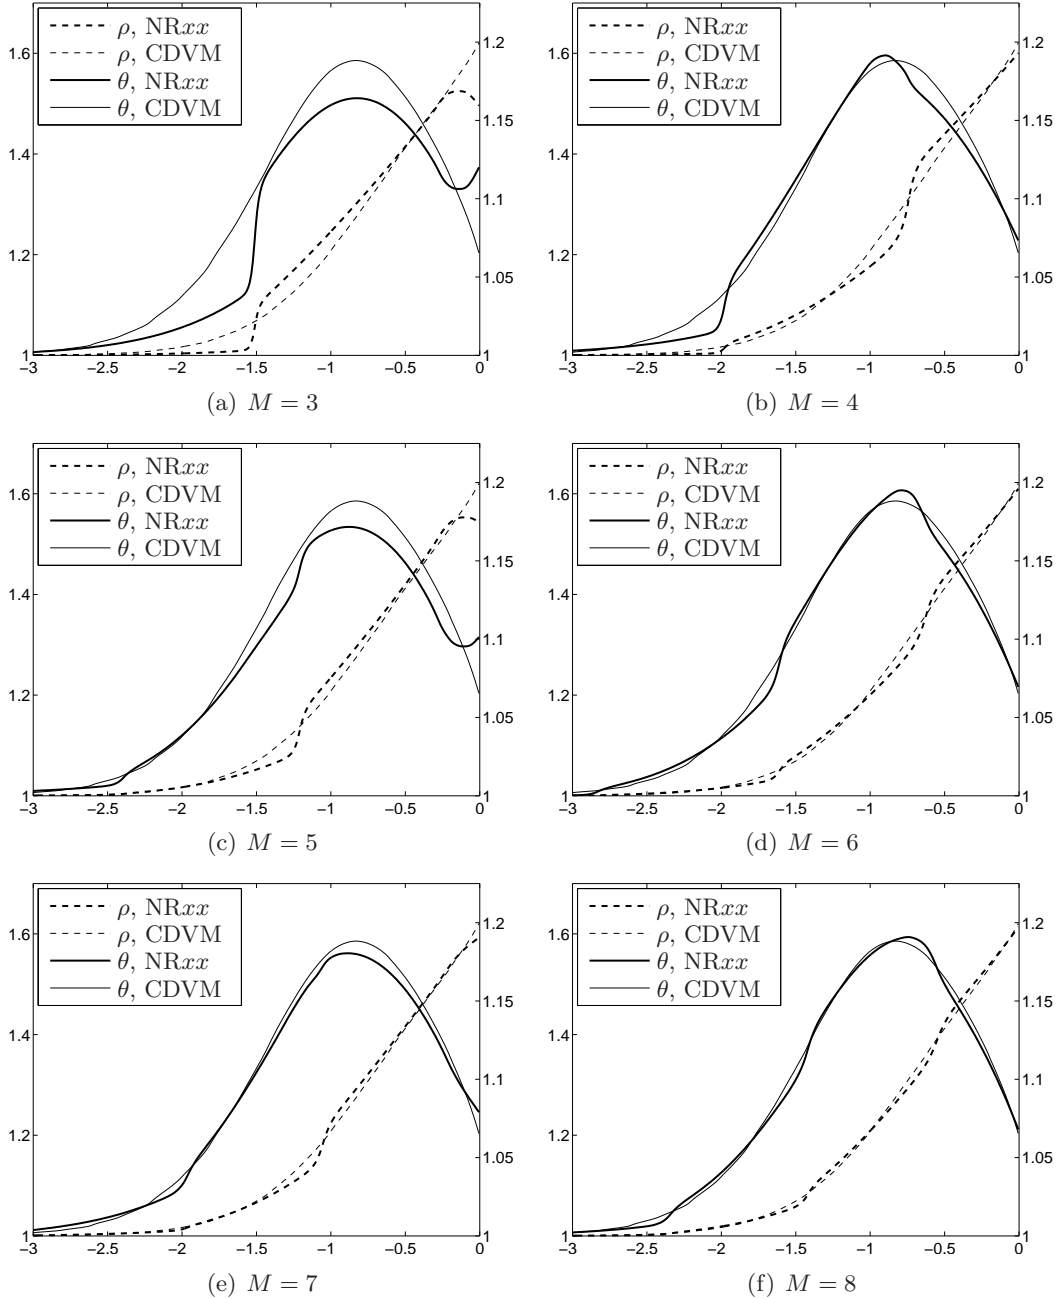 ρ, NRxx
ρ, CDVM
θ, NRxx
θ, CDVM
1.6
1.4
1.2
1
1.2
1.15
1.1
1.05
1
−3 −2.5 −2 −1.5 −1 −0.5 0
(a) M = 3
ρ, NRxx
ρ, CDVM
θ, NRxx
θ, CDVM
1.6
1.4
1.2
1
1.2
1.15
1.1
1.05
1
−3 −2.5 −2 −1.5 −1 −0.5 0
(b) M = 4
ρ, NRxx
ρ, CDVM
θ, NRxx
θ, CDVM
1.6
1.4
1.2
1
1.2
1.15
1.1
1.05
1
−3 −2.5 −2 −1.5 −1 −0.5 0
(c) M = 5
ρ, NRxx
ρ, CDVM
θ, NRxx
θ, CDVM
1.6
1.4
1.2
1
1.2
1.15
1.1
1.05
1
−3 −2.5 −2 −1.5 −1 −0.5 0
(d) M = 6
ρ, NRxx
ρ, CDVM
θ, NRxx
θ, CDVM
1.6
1.4
1.2
1
1.2
1.15
1.1
1.05
1
−3 −2.5 −2 −1.5 −1 −0.5 0
(e) M = 7
ρ, NRxx
ρ, CDVM
θ, NRxx
θ, CDVM
1.6
1.4
1.2
1
1.2
1.15
1.1
1.05
1
−3 −2.5 −2 −1.5 −1 −0.5 0
(f) M = 8